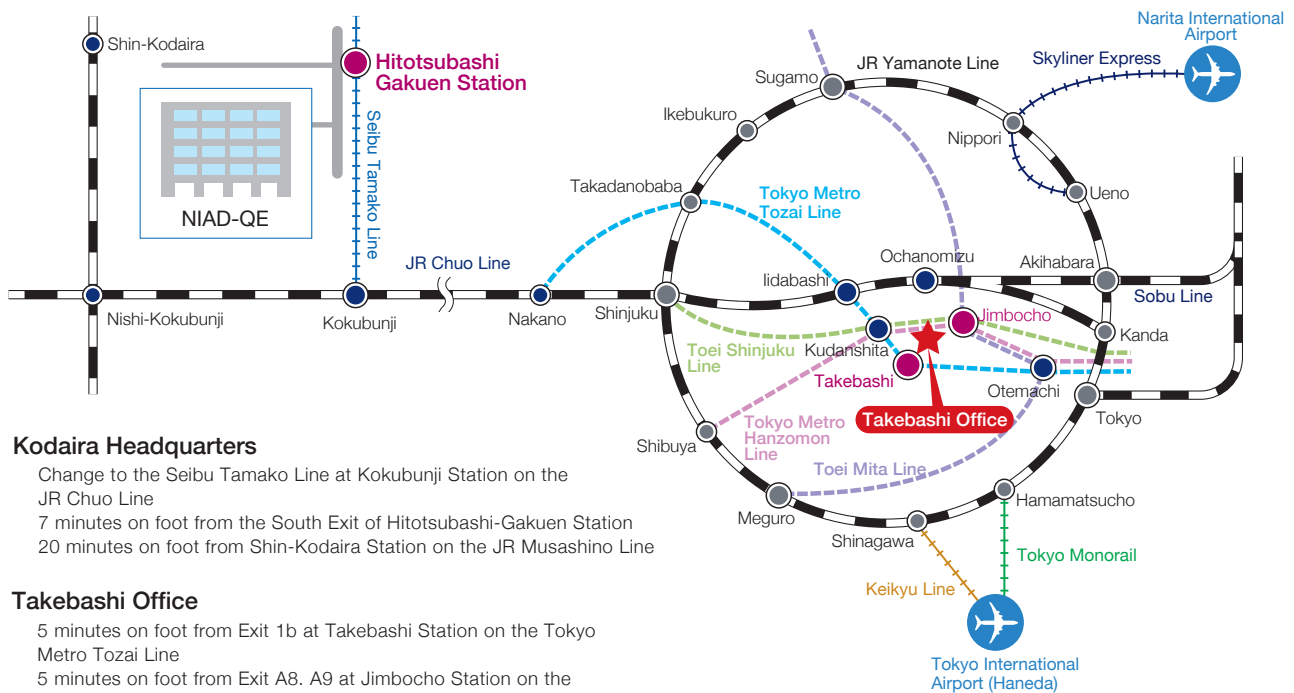 Narita International
Airport
Shin-Kodaira
Hitotsubashi
Gakuen Station
Sugamo
JR Yamanote Line
Skyliner Express
Ikebukuro
Nippori
Seibu Tamako Line
Takadanobaba
Tokyo Metro
Tozai Line
Ueno
NIAD-QE
JR Chuo Line
Ochanomizu
Akihabara
Iidabashi
Sobu Line
Nishi-Kokubunji
Kokubunji
Nakano
Shinjuku
Jimbocho
Kanda
Toei Shinjuku
Line
Kudanshita
Takebashi
Otemachi
Tokyo
Takebashi Office
Tokyo Metro
Hanzomon
Line
Shibuya
Toei Mita Line
Meguro
Hamamatsucho
Shinagawa
Tokyo Monorail
Keikyu Line
Tokyo International
Airport (Haneda)
Kodaira Headquarters
Change to the Seibu Tamako Line at Kokubunji Station on the
JR Chuo Line
7 minutes on foot from the South Exit of Hitotsubashi-Gakuen Station
20 minutes on foot from Shin-Kodaira Station on the JR Musashino Line
Takebashi Office
5 minutes on foot from Exit 1b at Takebashi Station on the Tokyo
Metro Tozai Line
5 minutes on foot from Exit A8. A9 at Jimbocho Station on the